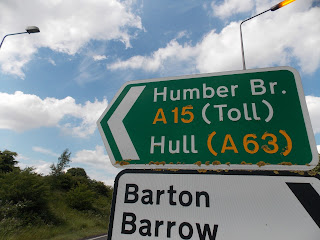 Humber Br.
A15 (Toll)
Hull (A63)
Barton
Barrow